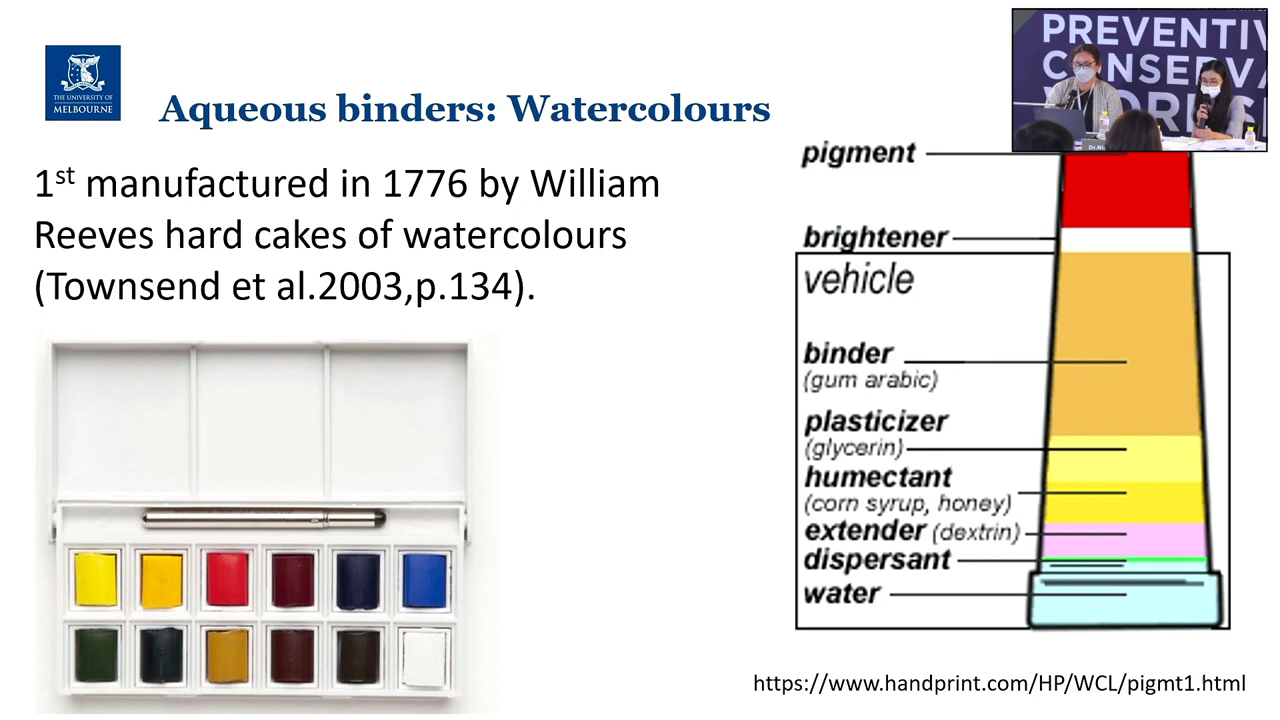 THE UNIVERSITY OF
MELBOURNE
Aqueous binders: Watercolours
1st manufactured in 1776 by William
Reeves hard cakes of watercolours
(Townsend et al.2003,p.134).
PREVENTIV
CONSERVA
pigment
brightener
vehicle
binder
(gum arabic)
plasticizer
(glycerin)
humectant
(corn syrup, honey)
extender (dextrin)
dispersant
water
https://www.handprint.com/HP/WCL/pigmt1.html